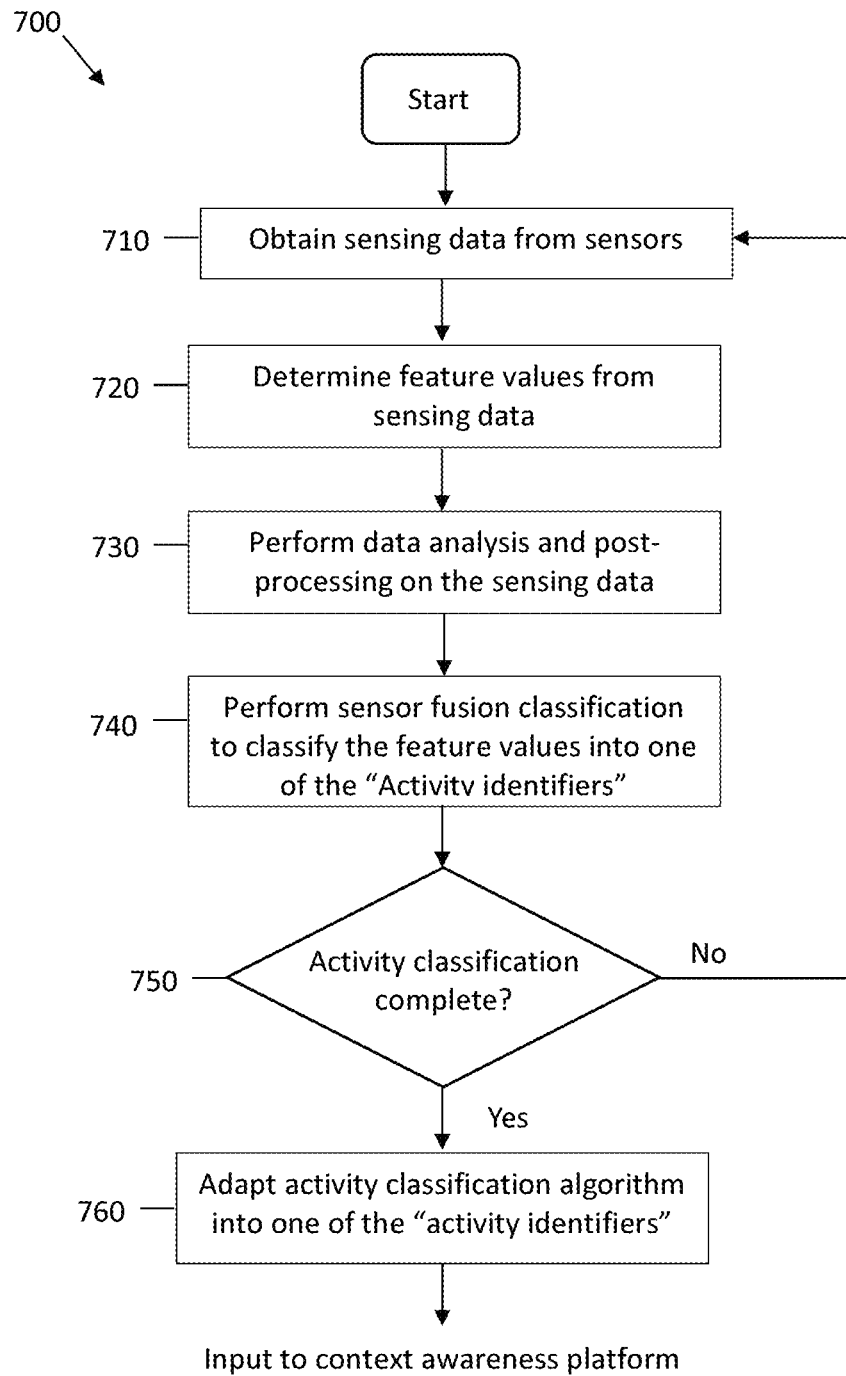 700
Start
710
Obtain sensing data from sensors
720
Determine feature values from
sensing data
730
Perform data analysis and post-
processing on the sensing data
740
Perform sensor fusion classification
to classify the feature values into one
of the “Activity identifiers”
750
Activity classification
complete?
No
Yes
760
Adapt activity classification algorithm
into one of the “activity identifiers”
Input to context awareness platform